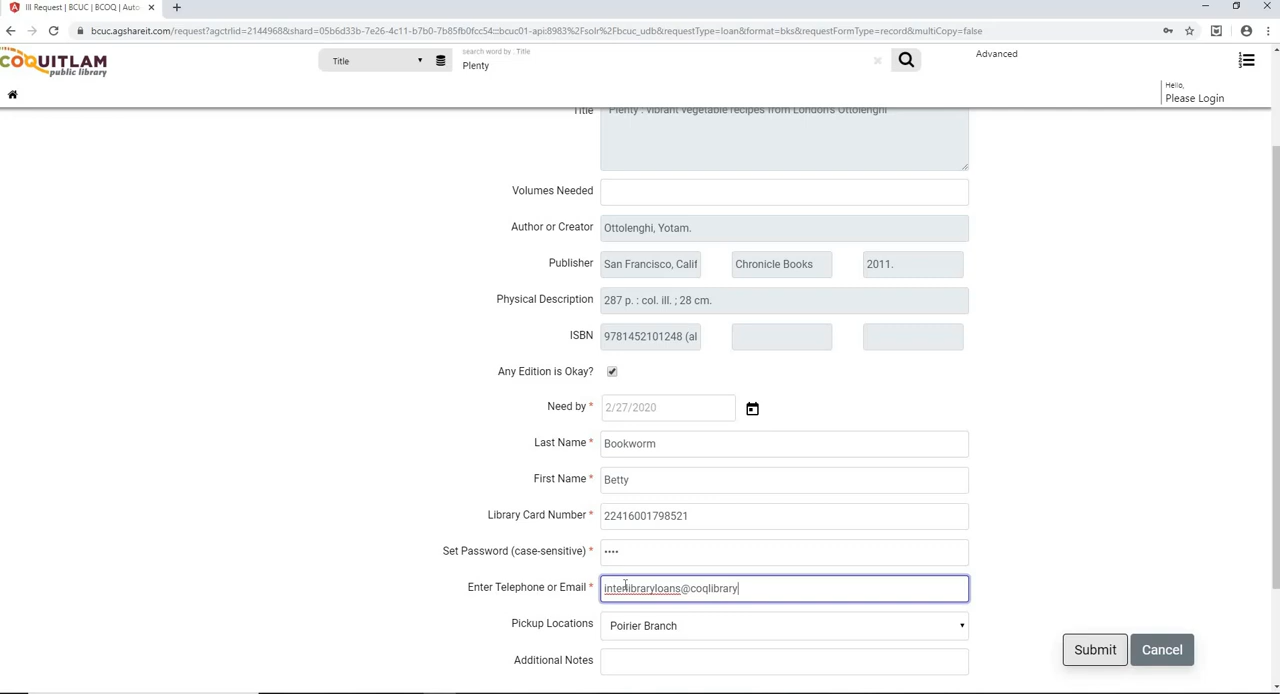 Ill Request | BCUC | BCOQ | Auto
bcuc.agshareit.com/request?agctrlid=21449968&shard=05b6d33b-7e26-4c11-b7b0-7b85fb0fcc54::bcuc01-api:8983%2Fsolr%2Fbcuc_udb&requestType=loan&format=bks&requestFormType=record&multiCopy=false
COQUITLAM
public library
Title
search word by : Title
Plenty
Advanced
Hello,
Please Login
Title Plenty : vibrant vegetable recipes from London's Ottolenghi
Volumes Needed
Author or Creator Ottolenghi, Yotam.
Publisher San Francisco, Calif Chronicle Books 2011.
Physical Description 287 p. : col. ill. ; 28 cm.
ISBN 9781452101248 (al
Any Edition is Okay?
Need by * 2/27/2020
Last Name * Bookworm
First Name * Betty
Library Card Number * 22416001798521
Set Password (case-sensitive) * ••••
Enter Telephone or Email * interlibraryloans@coqlibrary
Pickup Locations Poirier Branch
Additional Notes
Submit Cancel